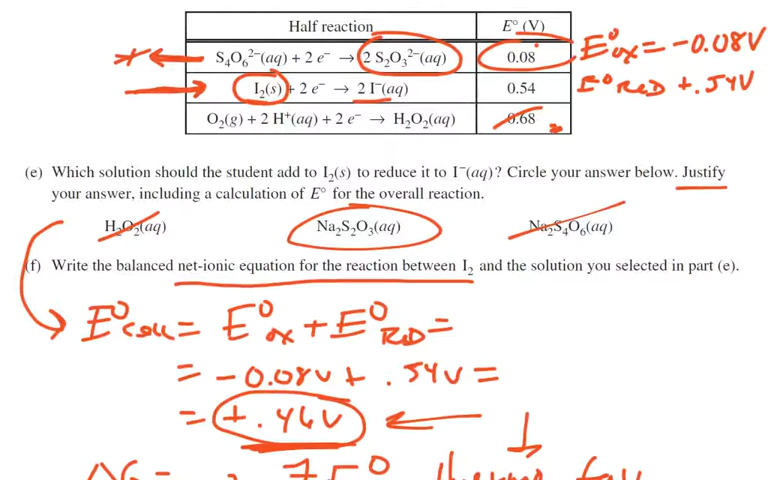 Half reaction E° (V)
S₄O₆²⁻(aq) + 2 e⁻ → 2 S₂O₃²⁻(aq) 0.08 E°ox = -0.08V
I₂(s) + 2 e⁻ → 2 I⁻(aq) 0.54 E° RED +.54V
O₂(g) + 2 H⁺(aq) + 2 e⁻ → H₂O₂(aq) 0.68
(e) Which solution should the student add to I₂(s) to reduce it to I⁻(aq)? Circle your answer below. Justify
your answer, including a calculation of E° for the overall reaction.
H₂O₂(aq) Na₂S₂O₃(aq) Na₂S₄O₆(aq)
(f) Write the balanced net-ionic equation for the reaction between I₂ and the solution you selected in part (e).
E°cell = E°ox + E°RED =
= -0.08V + .54V =
= +.46V